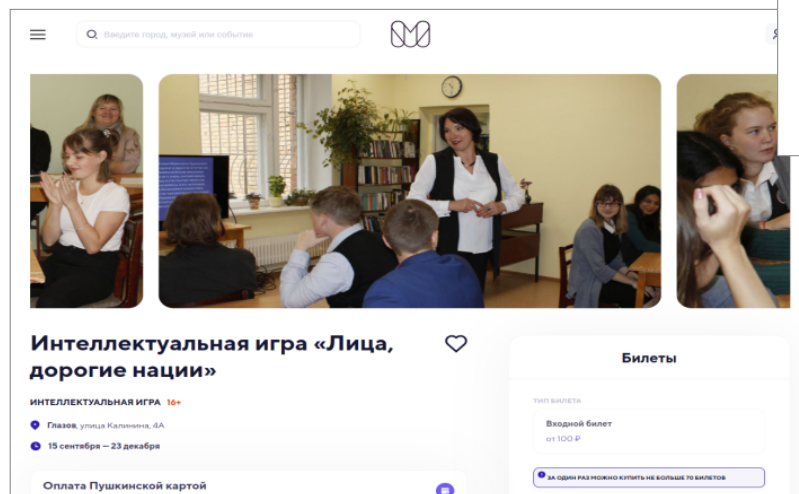 Введите город, музей или событие
Интеллектуальная игра «Лица,
дорогие нации»
ИНТЕЛЛЕКТУАЛЬНАЯ ИГРА 16+
Глазов, улица Калинина, 4А
15 сентября — 23 декабря
Оплата Пушкинской картой
Билеты
ТИП БИЛЕТА
Входной билет
от 100 ₽
ЗА ОДИН РАЗ МОЖНО КУПИТЬ НЕ БОЛЬШЕ 70 БИЛЕТОВ